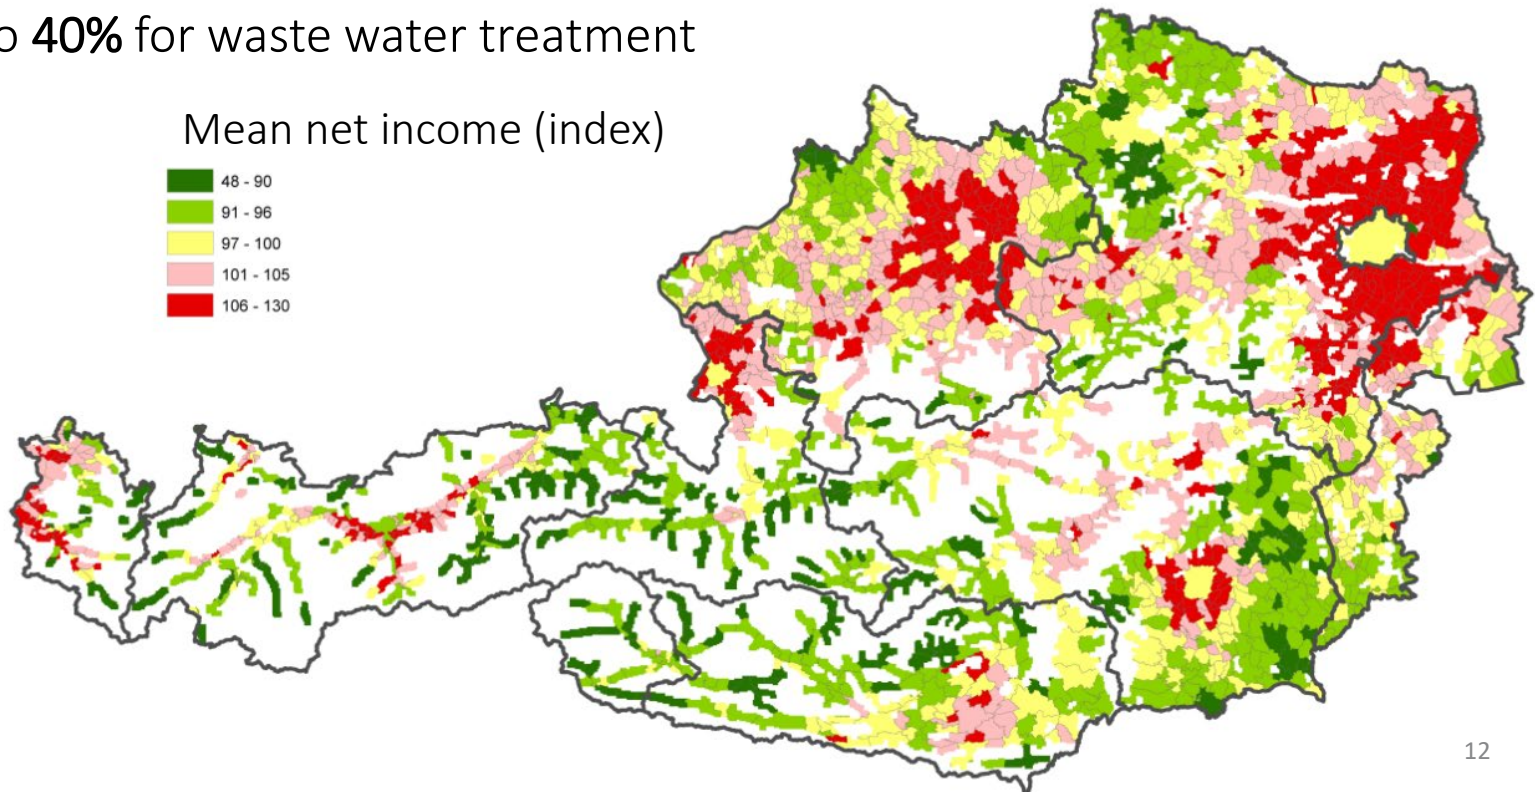 o 40% for waste water treatment
Mean net income (index)
48 - 90
91 - 96
97 - 100
101 - 105
106 - 130
12